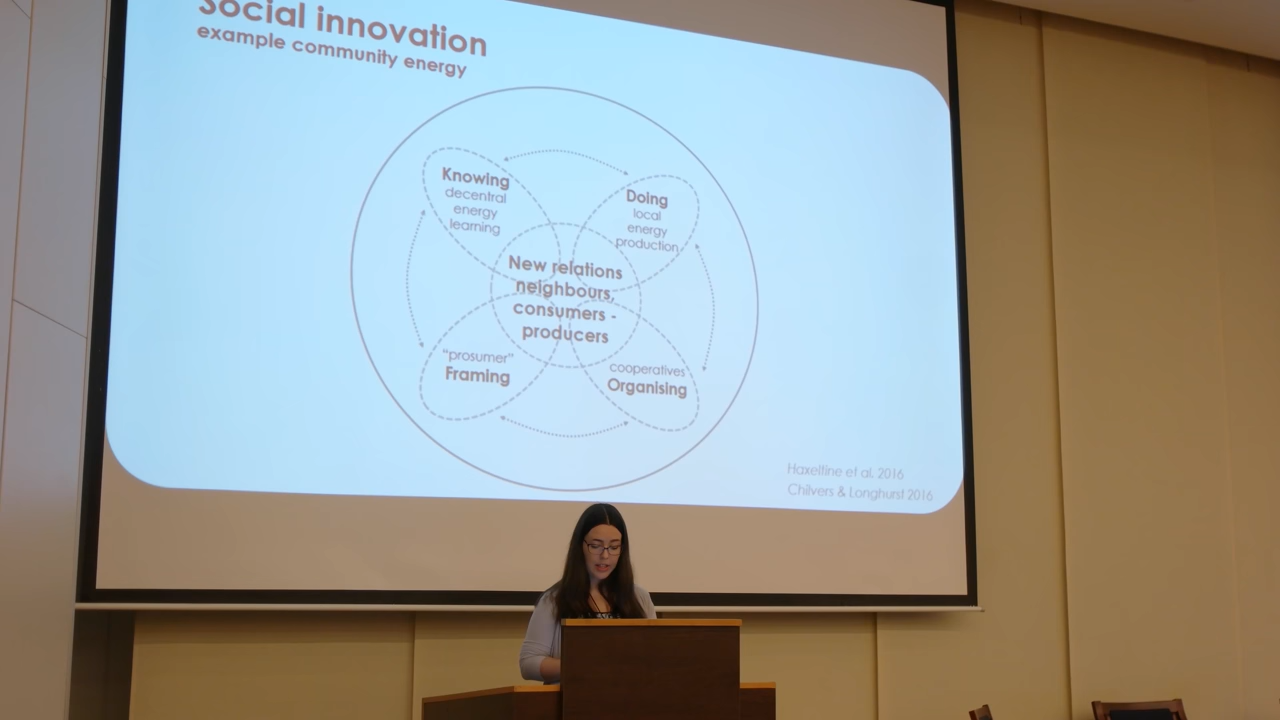 Social innovation
example community energy
Knowing
decentral
energy
learning
Doing
local
energy
production
New relations
neighbours,
consumers -
producers
"prosumer"
Framing
cooperatives
Organising
Haxeltine et al. 2016
Chilvers & Longhurst 2016